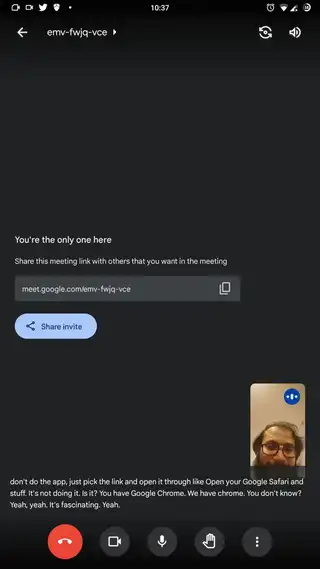 10:37
emv-fwjq-vce
You're the only one here
Share this meeting link with others that you want in the meeting
meet.google.com/emv-fwjq-vce
Share invite
don't do the app, just pick the link and open it through like Open your Google Safari and
stuff. It's not doing it. Is it? You have Google Chrome. We have chrome. You don't know?
Yeah, yeah. It's fascinating. Yeah.